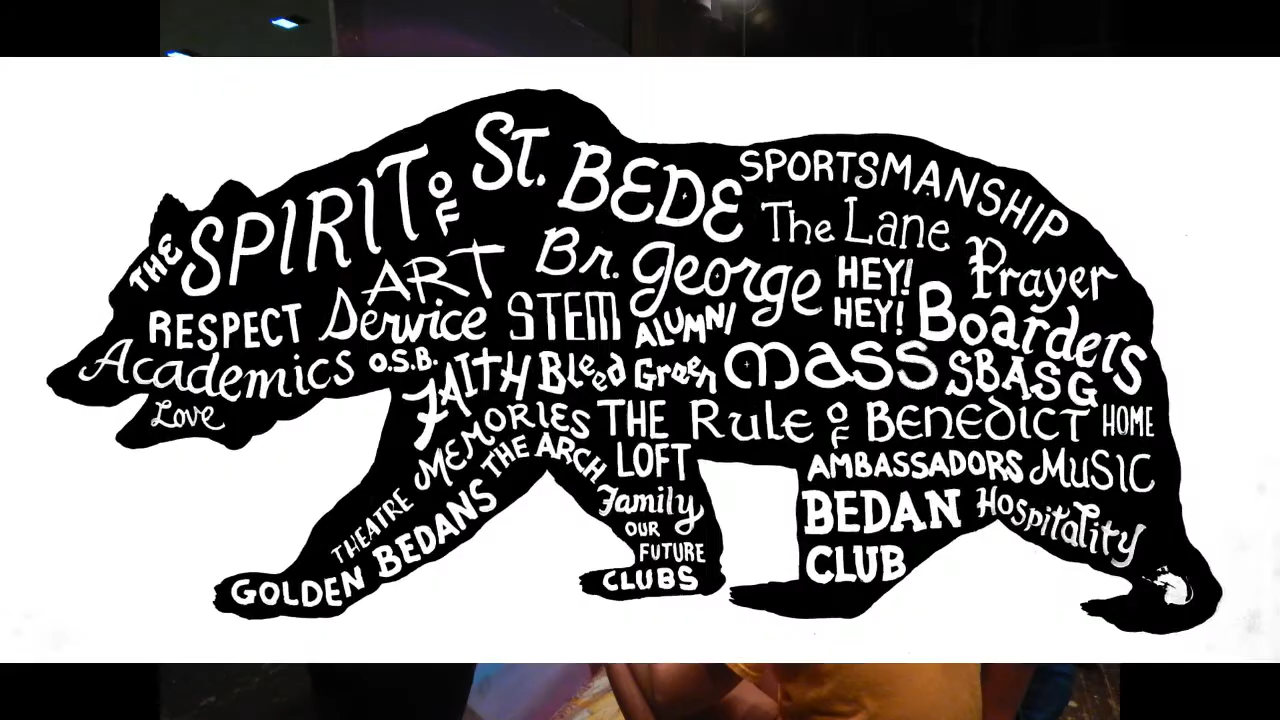 THE SPIRIT OF ST. BEDE
SPORTSMANSHIP
The Lane
Prayer
ART
Br. George
HEY!
HEY!
Boarders
RESPECT
Service
STEM
ALUMNI
Academics
O.S.B.
FAITH
Bleed Green
mass
SBASG
Love
MEMORIES
THE Rule OF BENEDICT
HOME
THE ARCH
LOFT
AMBASSADORS
MUSIC
THEATRE
Family
BEDAN
CLUB
Hospitality
GOLDEN BEDANS
OUR
FUTURE
CLUBS